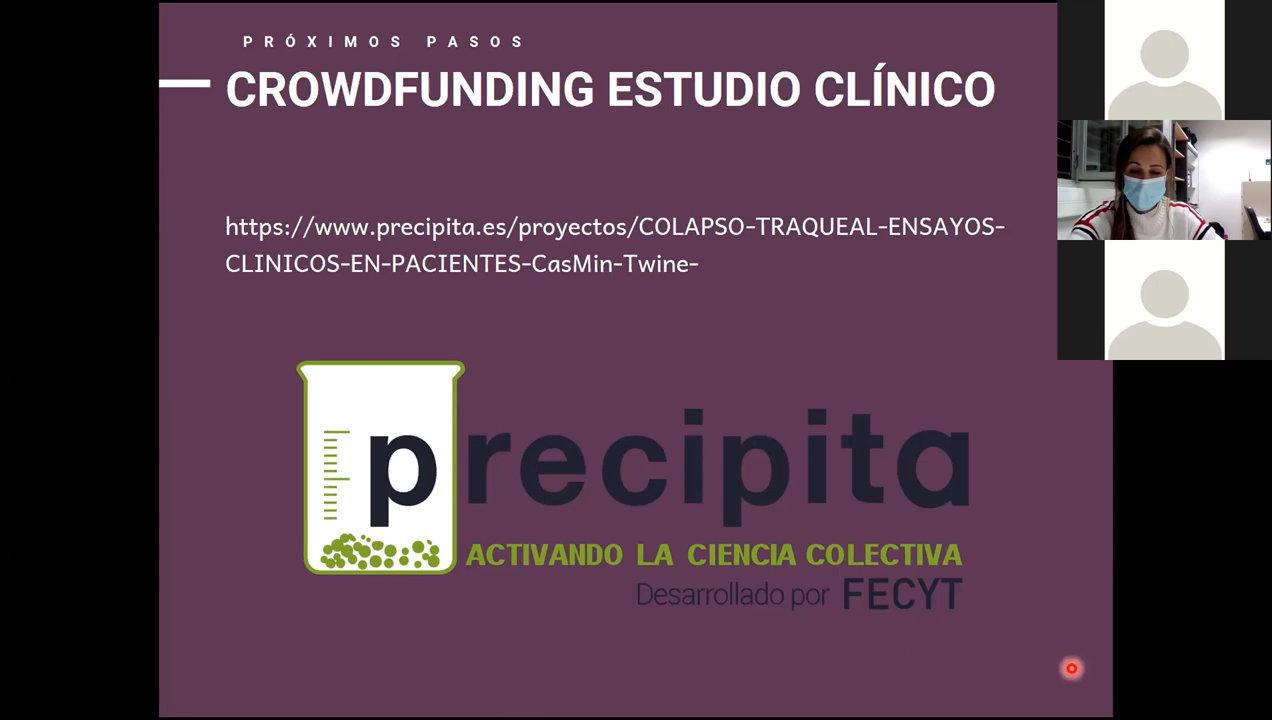 PRÓXIMOS PASOS
CROWDFUNDING ESTUDIO CLÍNICO
https://www.precipita.es/proyectos/COLAPSO-TRAQUEAL-ENSAYOS-
CLINICOS-EN-PACIENTES-CasMin-Twine-
precipita
ACTIVANDO LA CIENCIA COLECTIVA
Desarrollado por FECYT